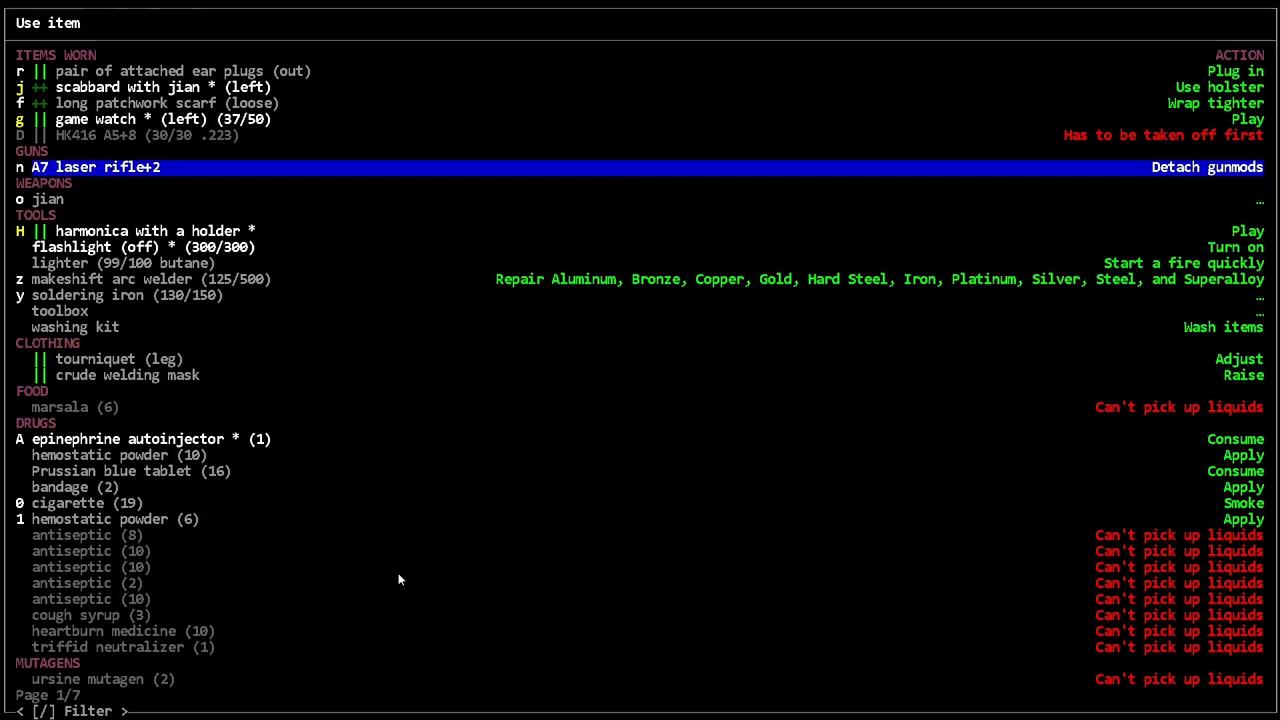 Use item
ITEMS WORN ACTION
r || pair of attached ear plugs (out) Plug in
j ++ scabbard with jian * (left) Use holster
f ++ long patchwork scarf (loose) Wrap tighter
g || game watch * (left) (37/50) Play
D || HK416 A5+8 (30/30 .223) Has to be taken off first
GUNS
n A7 laser rifle+2 Detach gunmods
WEAPONS
o jian …
TOOLS
H || harmonica with a holder * Play
flashlight (off) * (300/300) Turn on
lighter (99/100 butane) Start a fire quickly
z makeshift arc welder (125/500) Repair Aluminum, Bronze, Copper, Gold, Hard Steel, Iron, Platinum, Silver, Steel, and Superalloy
y soldering iron (130/150) …
toolbox …
washing kit Wash items
CLOTHING
|| tourniquet (leg) Adjust
|| crude welding mask Raise
FOOD
marsala (6) Can't pick up liquids
DRUGS
A epinephrine autoinjector * (1) Consume
hemostatic powder (10) Apply
Prussian blue tablet (16) Consume
bandage (2) Apply
0 cigarette (19) Smoke
1 hemostatic powder (6) Apply
antiseptic (8) Can't pick up liquids
antiseptic (10) Can't pick up liquids
antiseptic (10) Can't pick up liquids
antiseptic (2) Can't pick up liquids
antiseptic (10) Can't pick up liquids
cough syrup (3) Can't pick up liquids
heartburn medicine (10) Can't pick up liquids
triffid neutralizer (1) Can't pick up liquids
MUTAGENS
ursine mutagen (2) Can't pick up liquids
Page 1/7
< [/] Filter >